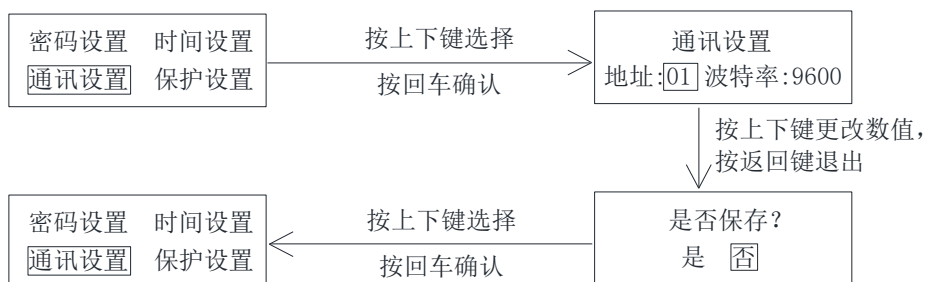 密码设置 时间设置
通讯设置 保护设置
按上下键选择
按回车确认
通讯设置
地址:01 波特率:9600
按上下键更改数值，
按返回键退出
是否保存?
是 否
按上下键选择
按回车确认
密码设置 时间设置
通讯设置 保护设置